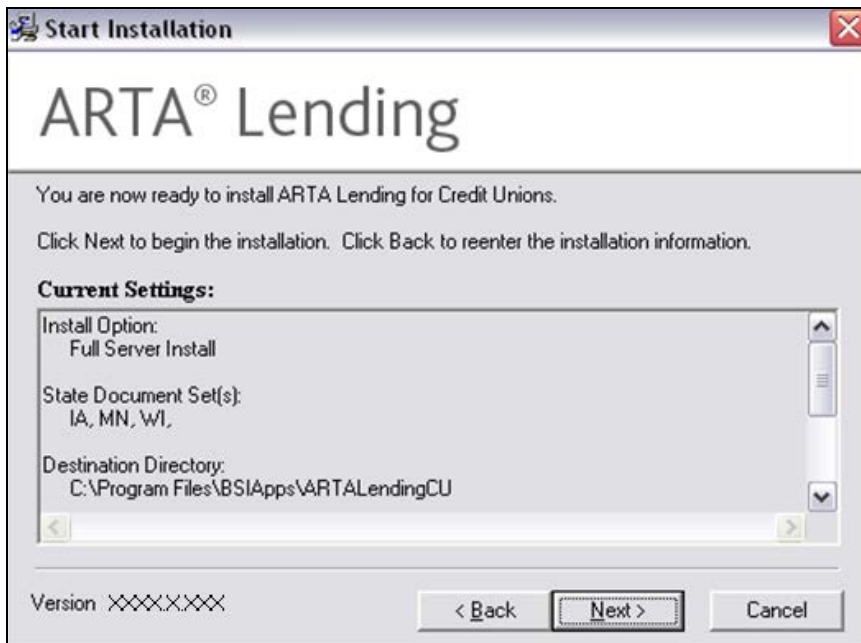 Start Installation
ARTA® Lending
You are now ready to install ARTA Lending for Credit Unions.
Click Next to begin the installation. Click Back to reenter the installation information.
Current Settings:
Install Option:
Full Server Install
State Document Set(s):
IA, MN, WI,
Destination Directory:
C:\Program Files\BSIApps\ARTALendingCU
Version XXXX.X.XXX
< Back
Next >
Cancel